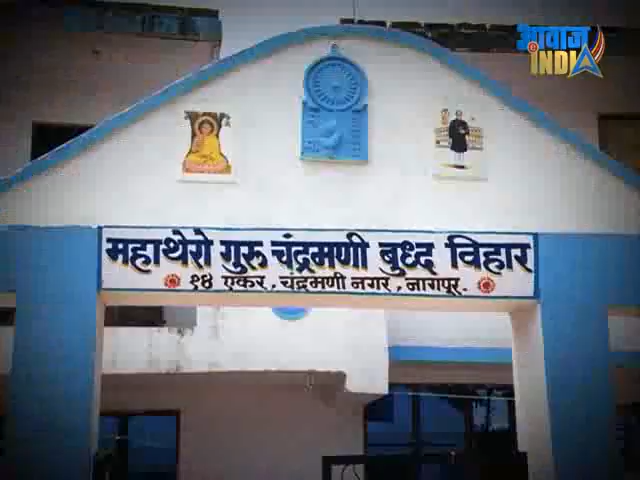 आवाज
INDIA
महाथेरो गुरु चंद्रमणी बुध्द विहार
१४ एकर, चंद्रमणी नगर, नागपूर.